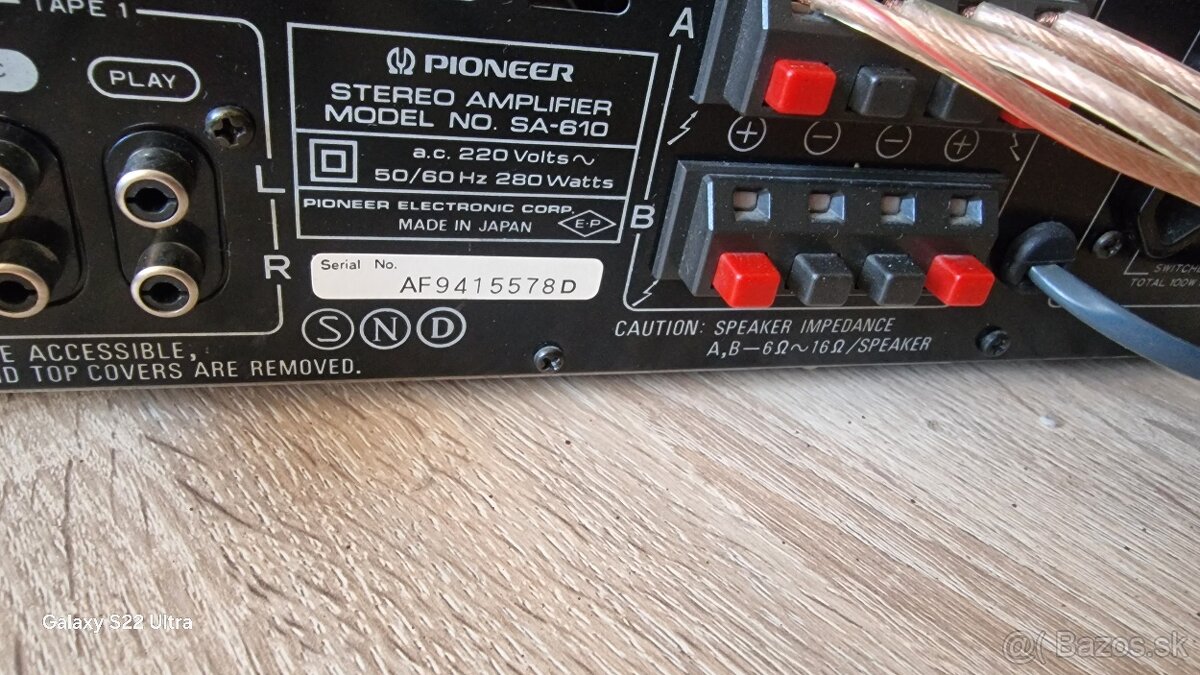 TAPE 1
PLAY
L
R
PIONEER
STEREO AMPLIFIER
MODEL NO. SA-610
a.c. 220 Volts~
50/60 Hz 280 Watts
PIONEER ELECTRONIC CORP.
MADE IN JAPAN
E-P
Serial No.
AF9415578D
S N D
A
+ − − +
B
CAUTION: SPEAKER IMPEDANCE
A,B—6Ω~16Ω/SPEAKER
TOTAL 100W
ACCESSIBLE,
TOP COVERS ARE REMOVED.
Galaxy S22 Ultra
@( Bazos.sk